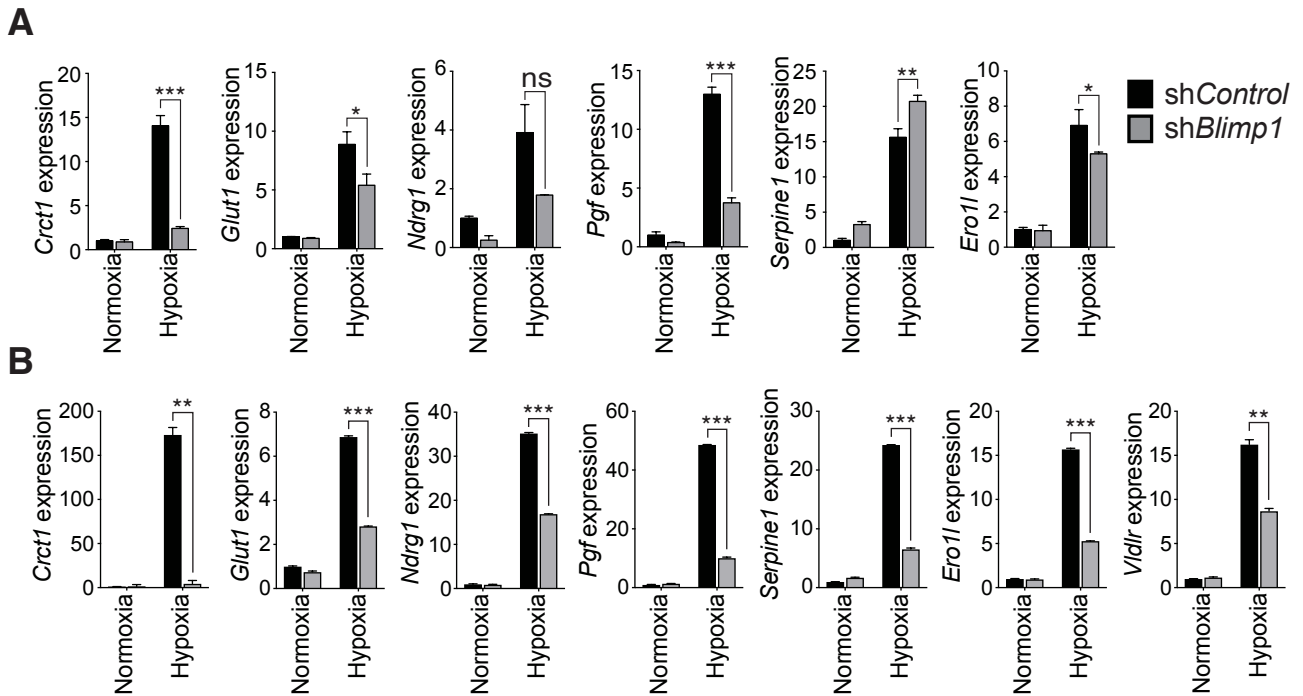 A
Crct1 expression
20
15
10
5
0
***
Normoxia
Hypoxia
Glut1 expression
15
10
5
0
*
Normoxia
Hypoxia
Ndrg1 expression
6
4
2
0
ns
Normoxia
Hypoxia
Pgf expression
15
10
5
0
***
Normoxia
Hypoxia
Serpine1 expression
25
20
15
10
5
0
**
Normoxia
Hypoxia
Ero1l expression
10
8
6
4
2
0
*
Normoxia
Hypoxia
shControl
shBlimp1
B
Crct1 expression
200
150
100
50
0
**
Normoxia
Hypoxia
Glut1 expression
8
6
4
2
0
***
Normoxia
Hypoxia
Ndrg1 expression
40
30
20
10
0
***
Normoxia
Hypoxia
Pgf expression
60
40
20
0
***
Normoxia
Hypoxia
Serpine1 expression
30
20
10
0
***
Normoxia
Hypoxia
Ero1l expression
20
15
10
5
0
***
Normoxia
Hypoxia
Vldlr expression
20
15
10
5
0
**
Normoxia
Hypoxia